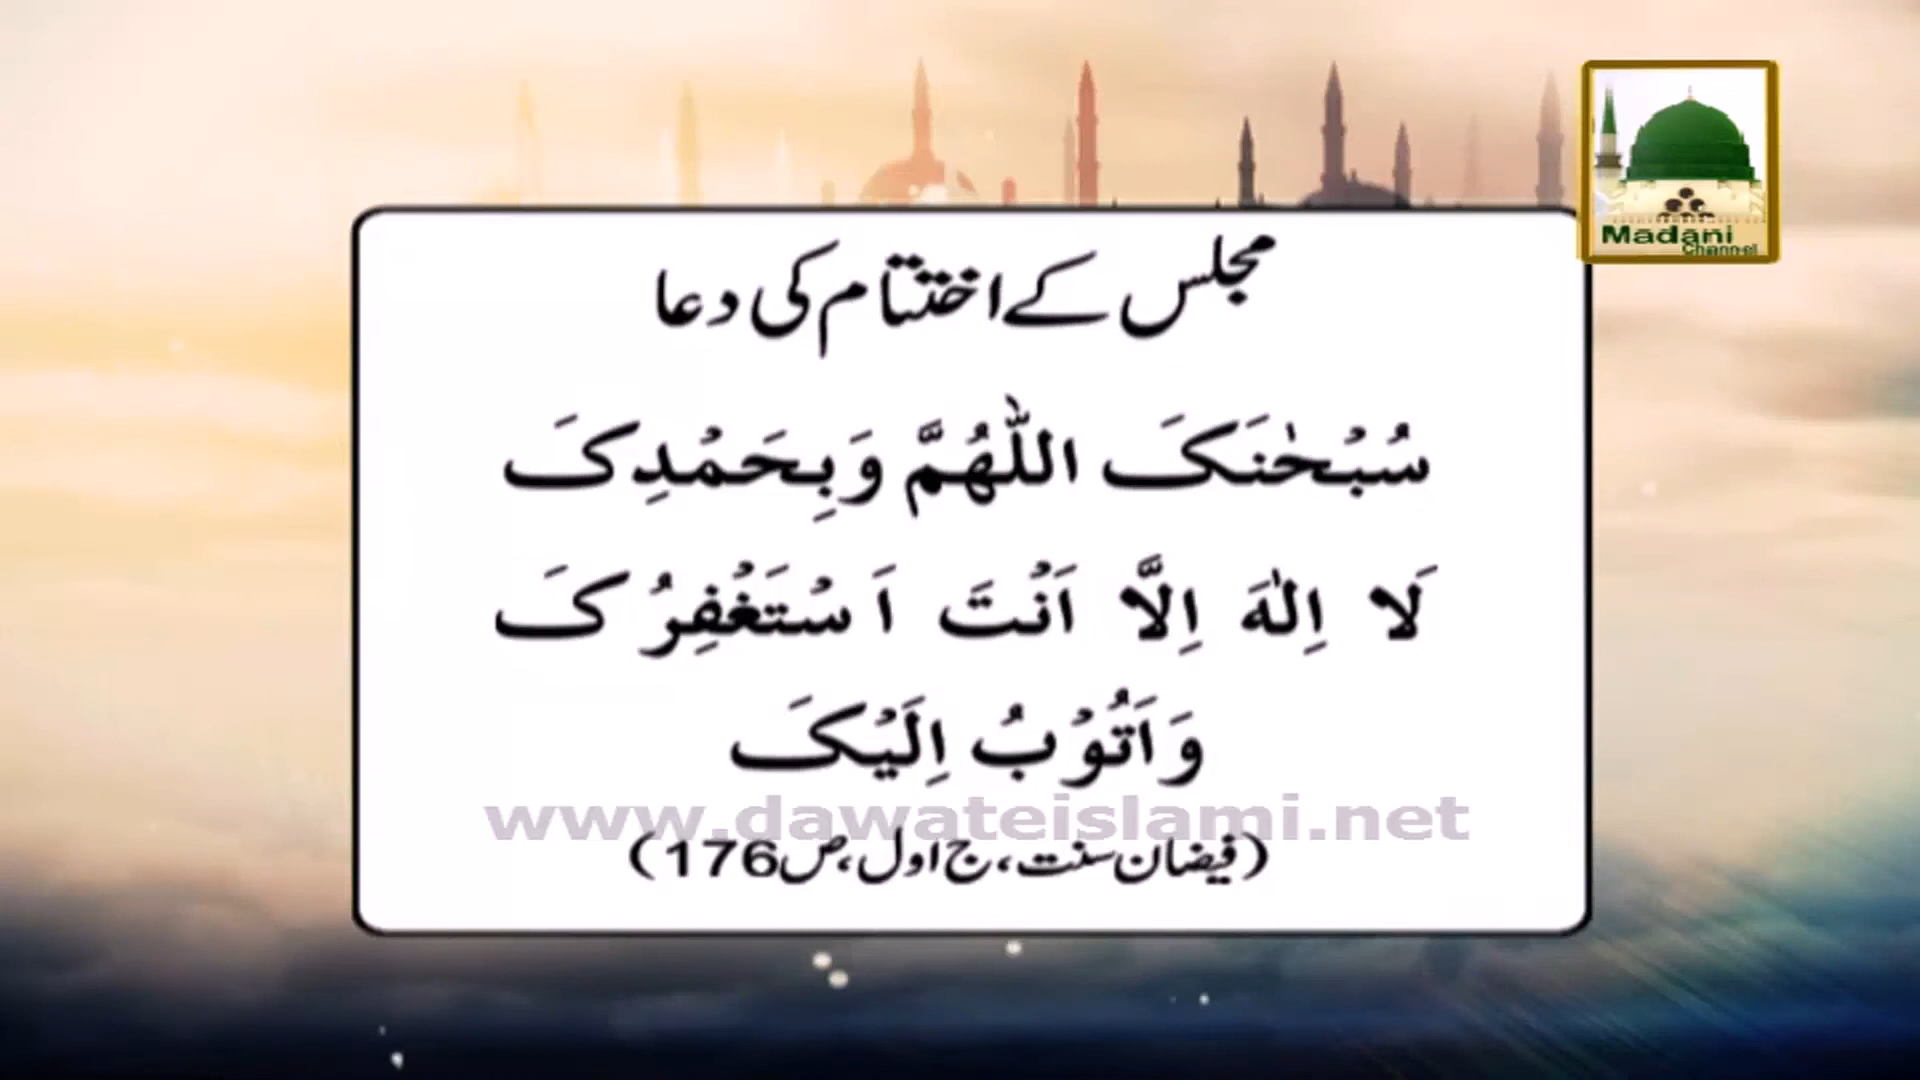 Madani
Channel
مجلس کے اختتام کی دعا
سُبْحٰنَکَ اللّٰھُمَّ وَبِحَمْدِکَ
لَا اِلٰہَ اِلَّا اَنْتَ اَسْتَغْفِرُکَ
وَاَتُوْبُ اِلَیْکَ
www.dawateislami.net
(فیضان سنت، ج اول، ص176)